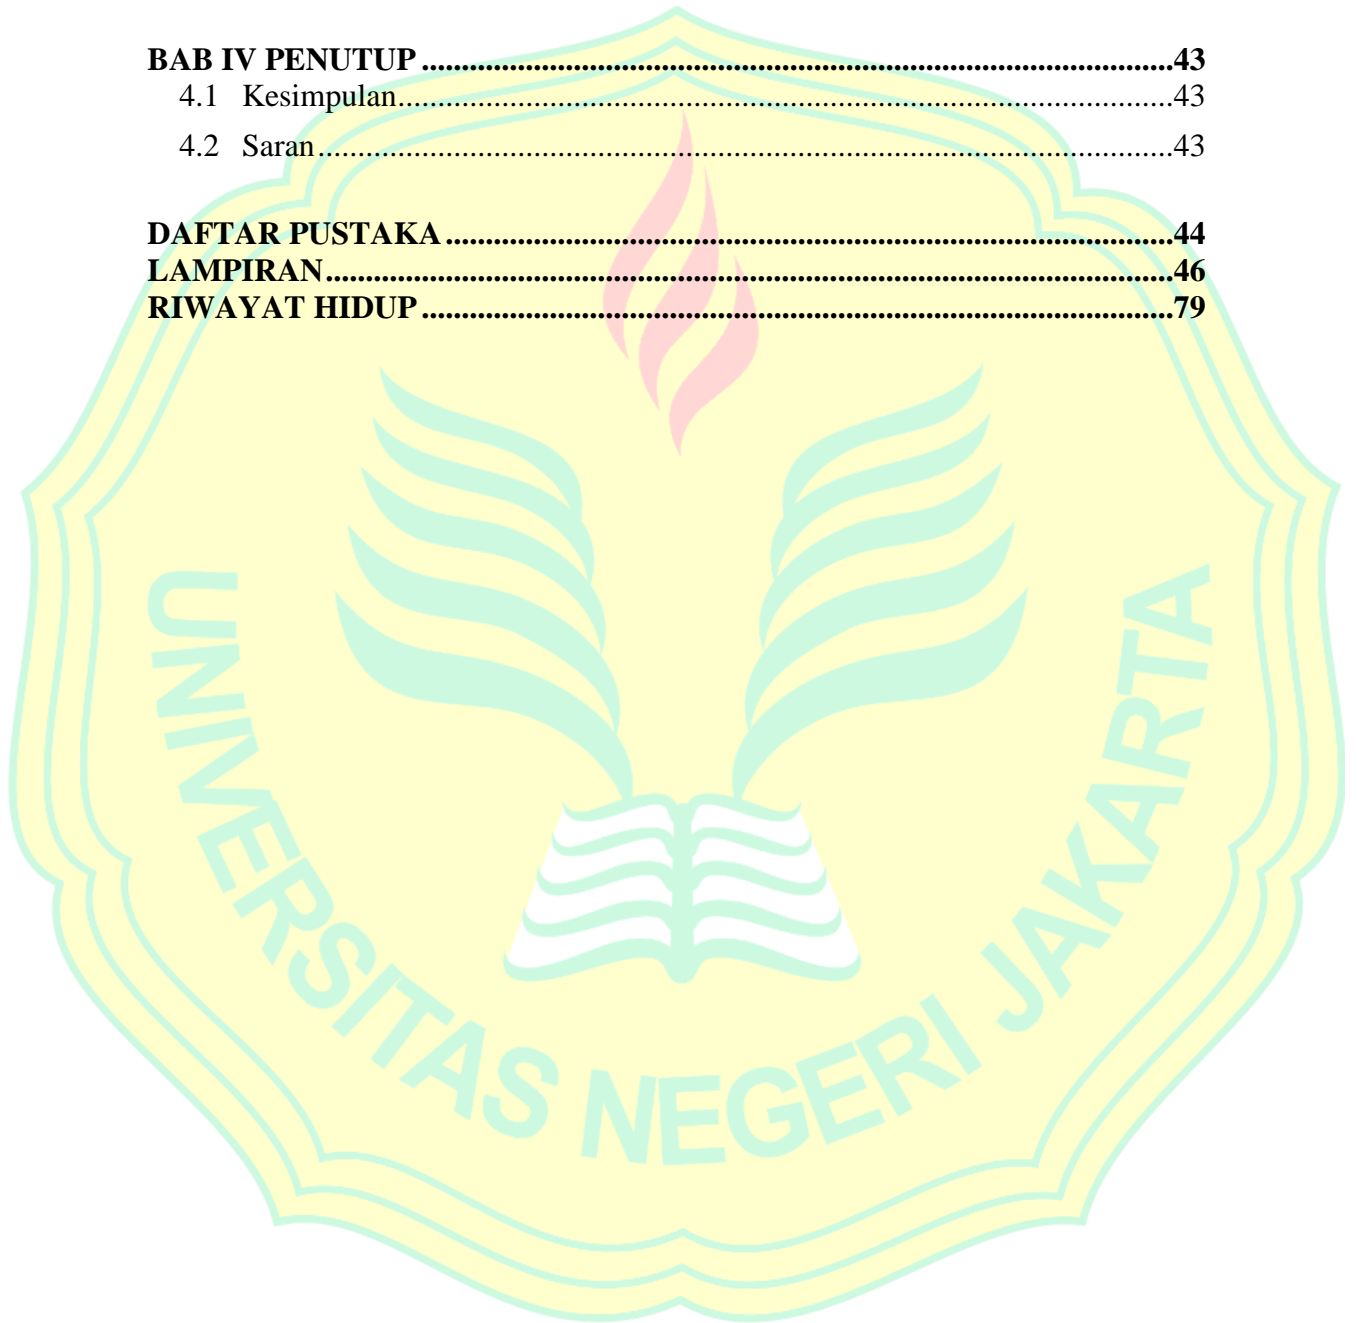 BAB IV PENUTUP ................................................................................................43
4.1 Kesimpulan....................................................................................................43
4.2 Saran..............................................................................................................43
DAFTAR PUSTAKA .............................................................................................44
LAMPIRAN............................................................................................................46
RIWAYAT HIDUP ................................................................................................79
UNIVERSITAS NEGERI JAKARTA